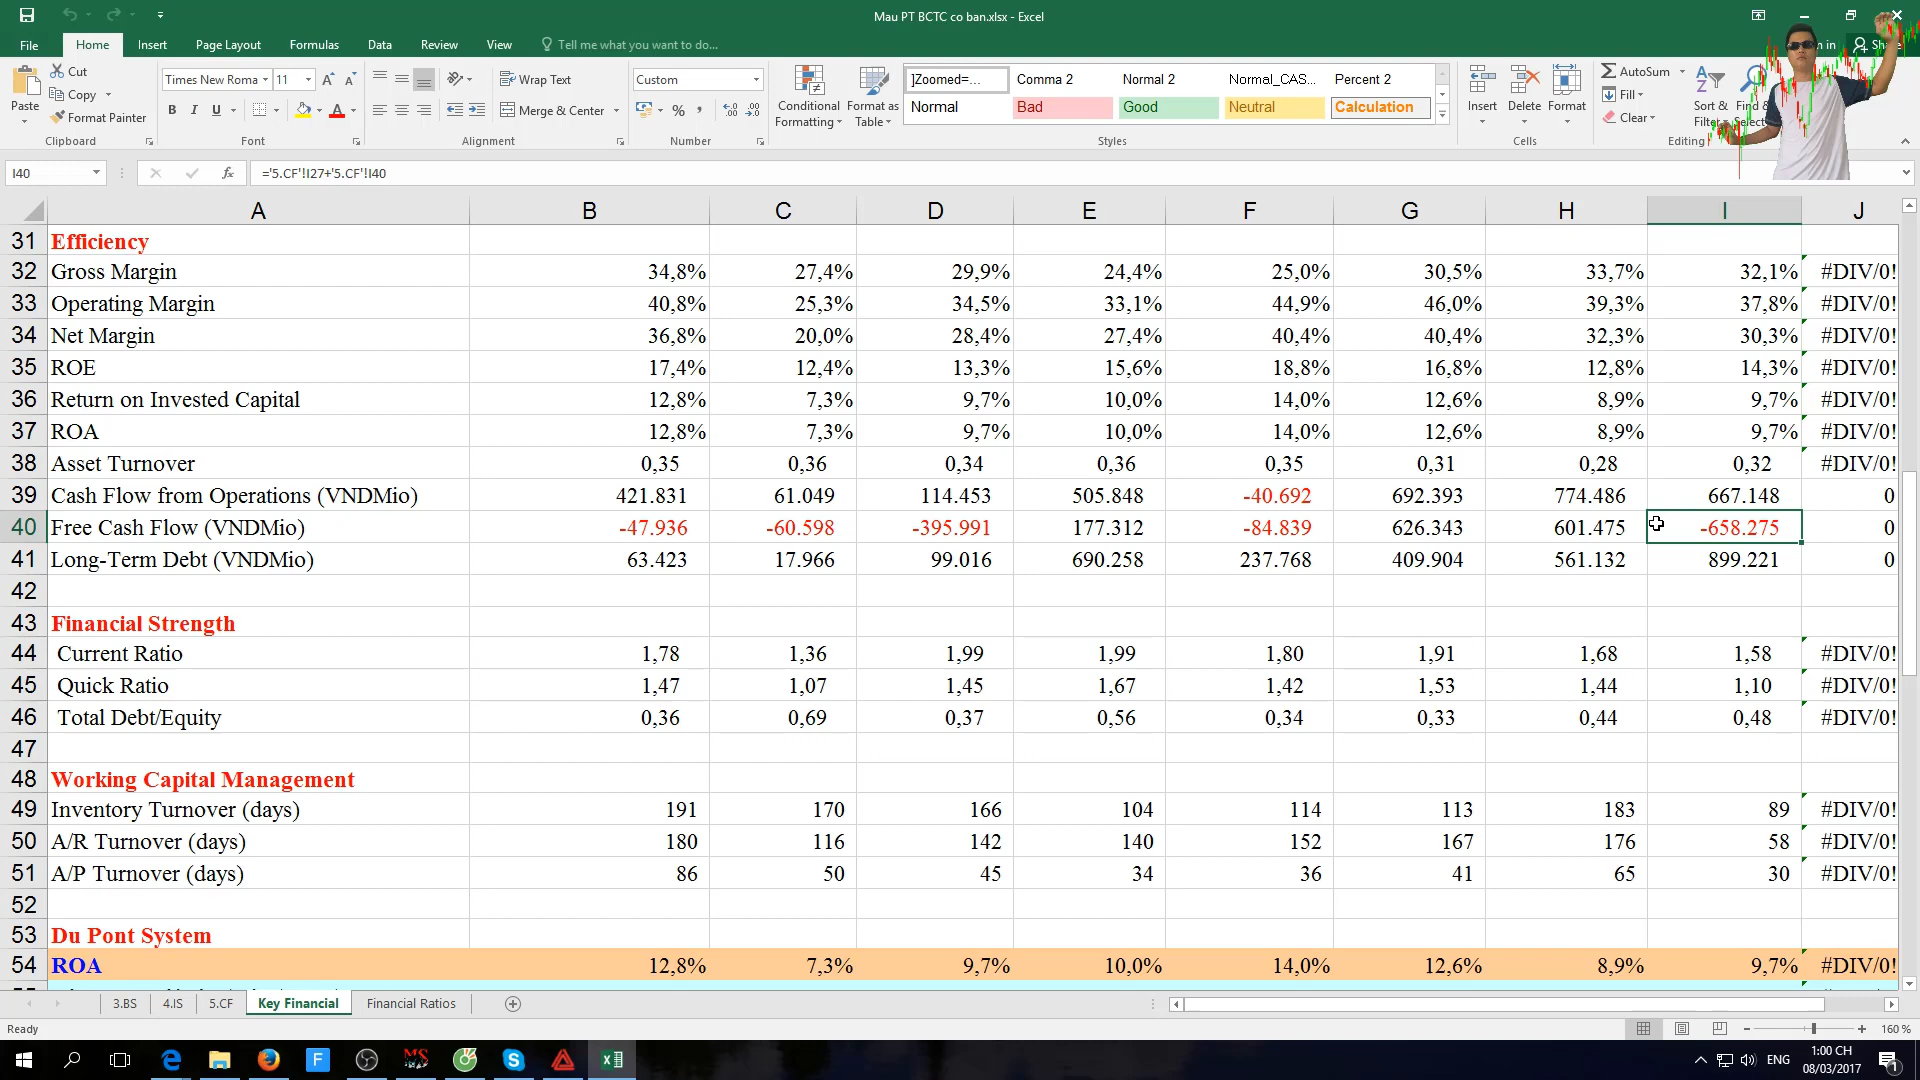 Mau PT BCTC co ban.xlsx - Excel
File Home Insert Page Layout Formulas Data Review View Tell me what you want to do... Share
Paste Cut Copy Format Painter
Times New Roma 11
B I U
Wrap Text
Merge & Center
Custom
%
Conditional Formatting Format as Table
]Zoomed=... Comma 2 Normal 2 Normal_CAS... Percent 2
Normal Bad Good Neutral Calculation
Insert Delete Format
AutoSum Fill Clear
Sort & Filter Find & Select
Clipboard Font Alignment Number Styles Cells Editing
I40 fx ='5.CF'!I27+'5.CF'!I40
A B C D E F G H I J
31 Efficiency
32 Gross Margin 34,8% 27,4% 29,9% 24,4% 25,0% 30,5% 33,7% 32,1% #DIV/0!
33 Operating Margin 40,8% 25,3% 34,5% 33,1% 44,9% 46,0% 39,3% 37,8% #DIV/0!
34 Net Margin 36,8% 20,0% 28,4% 27,4% 40,4% 40,4% 32,3% 30,3% #DIV/0!
35 ROE 17,4% 12,4% 13,3% 15,6% 18,8% 16,8% 12,8% 14,3% #DIV/0!
36 Return on Invested Capital 12,8% 7,3% 9,7% 10,0% 14,0% 12,6% 8,9% 9,7% #DIV/0!
37 ROA 12,8% 7,3% 9,7% 10,0% 14,0% 12,6% 8,9% 9,7% #DIV/0!
38 Asset Turnover 0,35 0,36 0,34 0,36 0,35 0,31 0,28 0,32 #DIV/0!
39 Cash Flow from Operations (VNDMio) 421.831 61.049 114.453 505.848 -40.692 692.393 774.486 667.148 0
40 Free Cash Flow (VNDMio) -47.936 -60.598 -395.991 177.312 -84.839 626.343 601.475 -658.275 0
41 Long-Term Debt (VNDMio) 63.423 17.966 99.016 690.258 237.768 409.904 561.132 899.221 0
42
43 Financial Strength
44 Current Ratio 1,78 1,36 1,99 1,99 1,80 1,91 1,68 1,58 #DIV/0!
45 Quick Ratio 1,47 1,07 1,45 1,67 1,42 1,53 1,44 1,10 #DIV/0!
46 Total Debt/Equity 0,36 0,69 0,37 0,56 0,34 0,33 0,44 0,48 #DIV/0!
47
48 Working Capital Management
49 Inventory Turnover (days) 191 170 166 104 114 113 183 89 #DIV/0!
50 A/R Turnover (days) 180 116 142 140 152 167 176 58 #DIV/0!
51 A/P Turnover (days) 86 50 45 34 36 41 65 30 #DIV/0!
52
53 Du Pont System
54 ROA 12,8% 7,3% 9,7% 10,0% 14,0% 12,6% 8,9% 9,7% #DIV/0!
3.BS 4.IS 5.CF Key Financial Financial Ratios
Ready 160 %
ENG 1:00 CH
08/03/2017